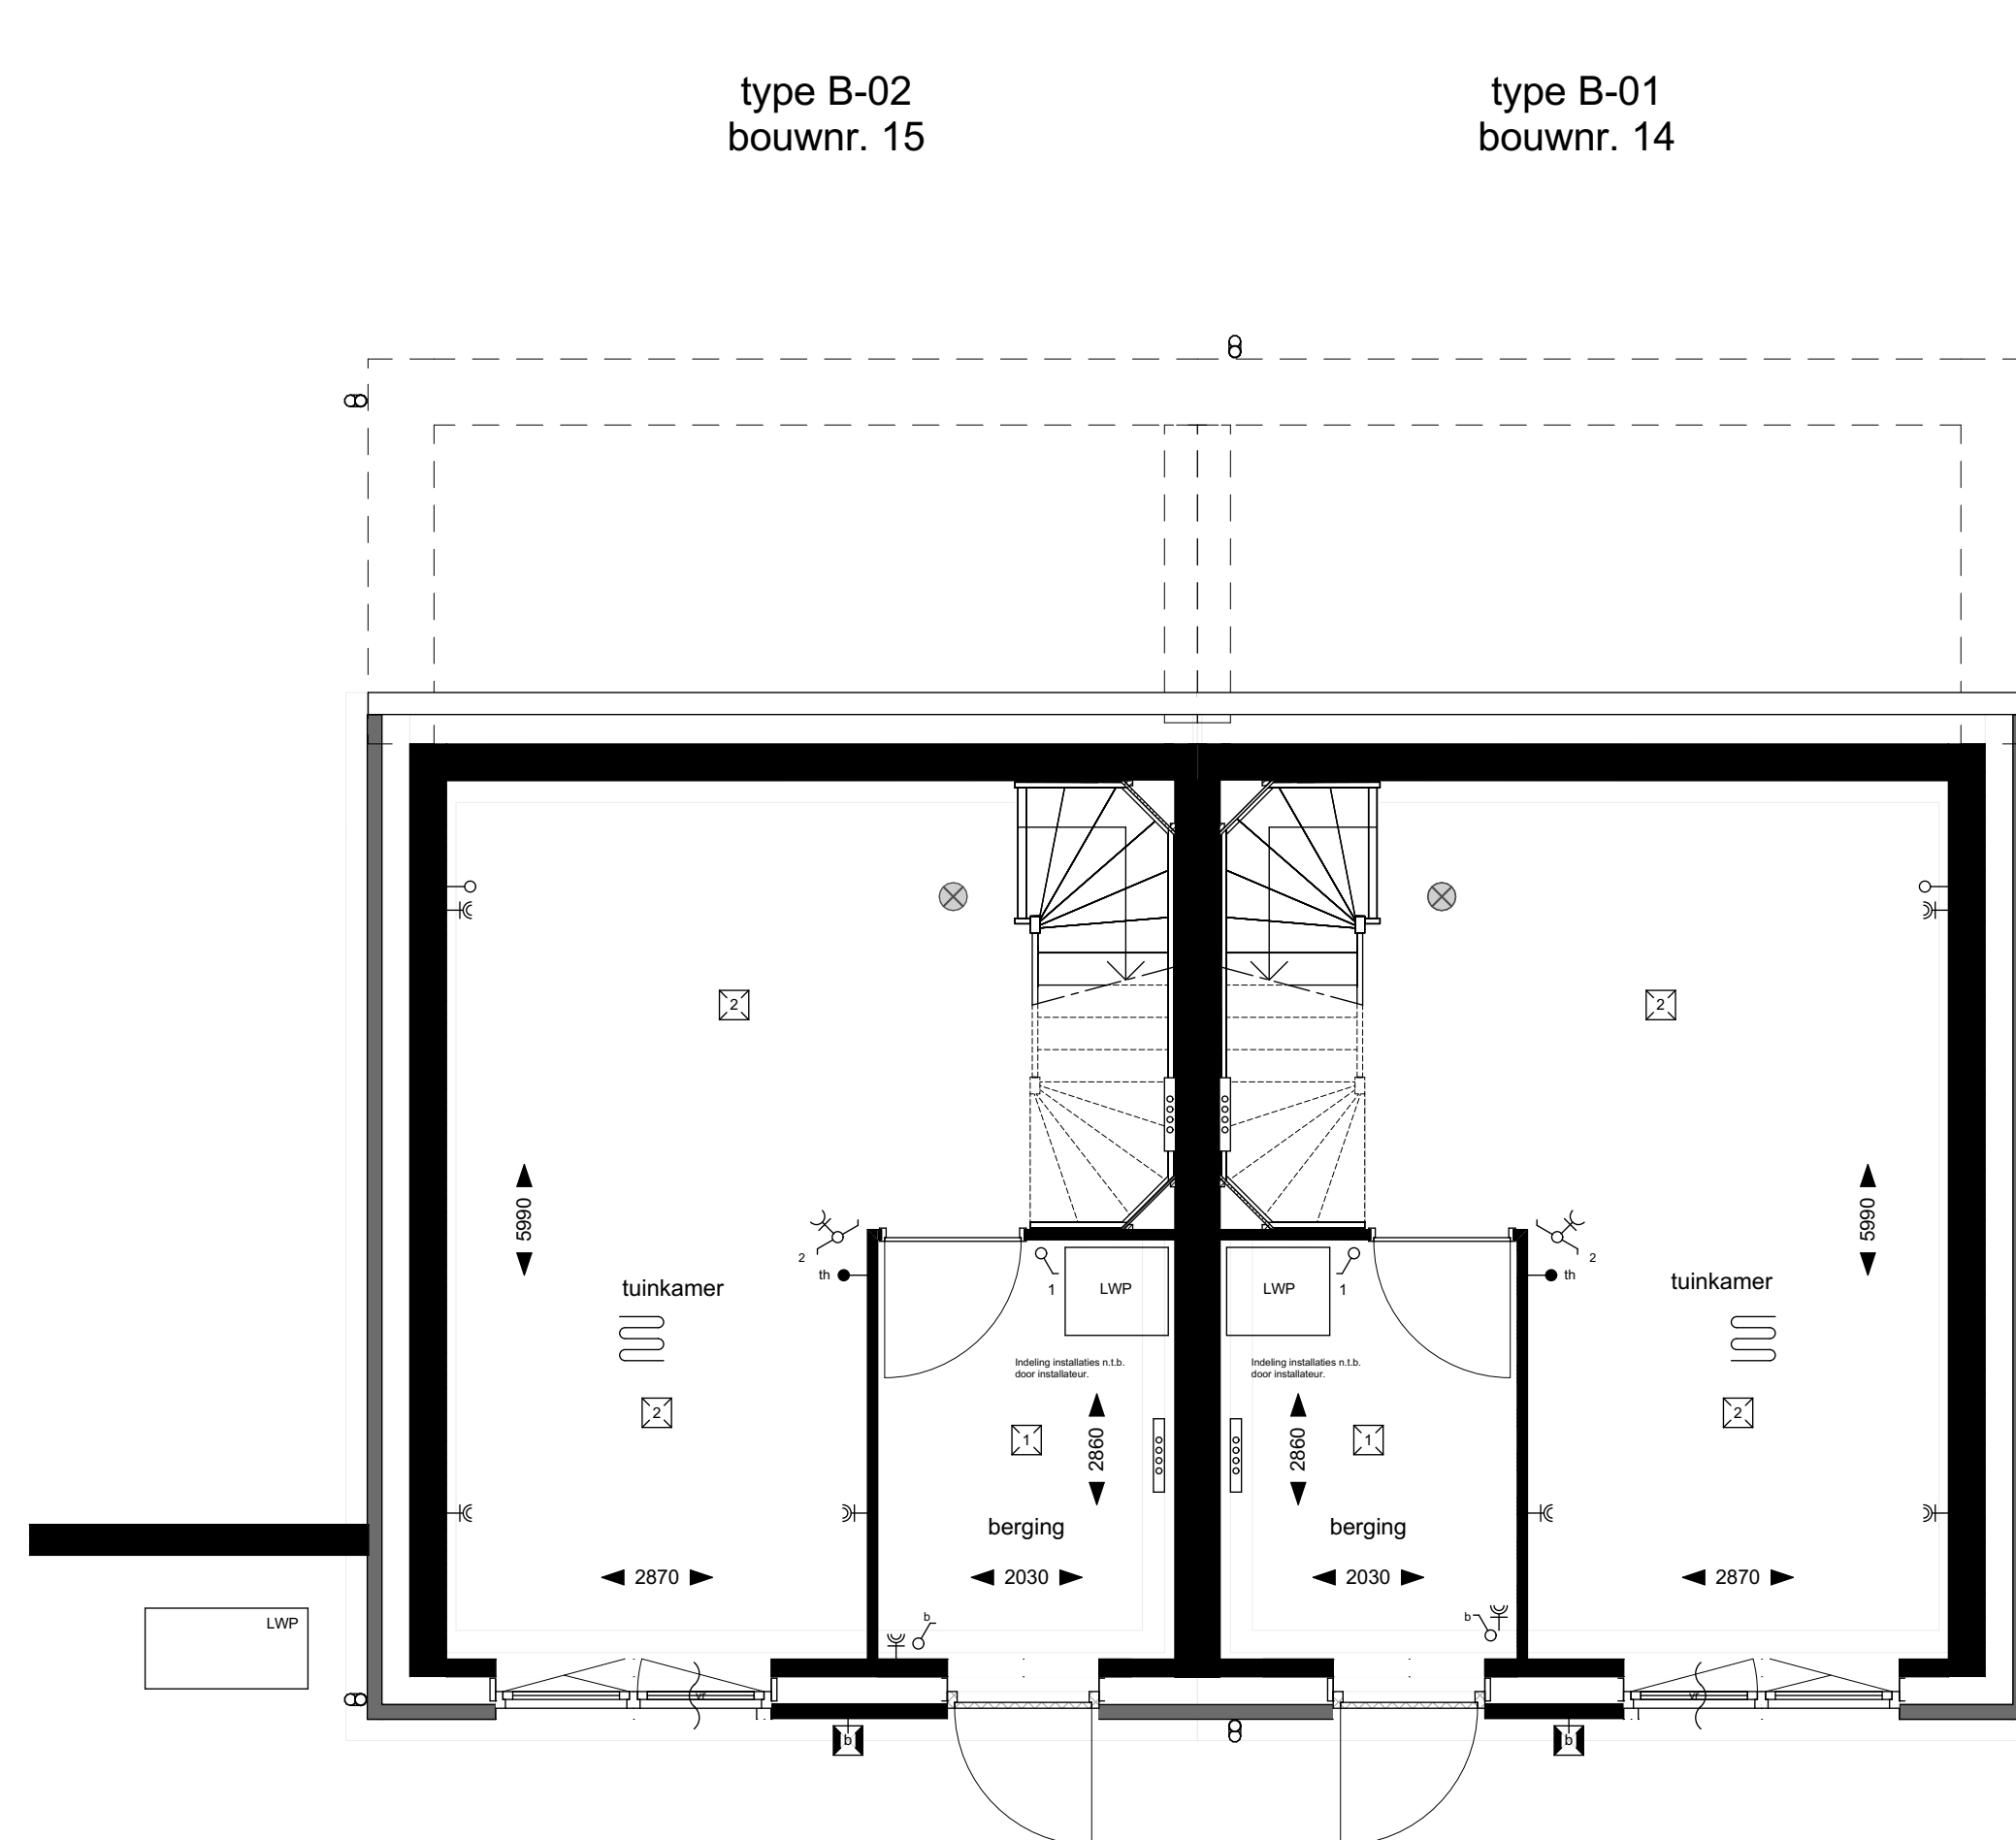 type B-02
bouwnr. 15
type B-01
bouwnr. 14
2
2
5990
5990
2
th
tuinkamer
1
LWP
LWP
1
2
th
tuinkamer
Indeling installaties n.t.b.
door installateur.
Indeling installaties n.t.b.
door installateur.
2
1
2860
2860
1
2
berging
berging
2870
2030
2030
2870
LWP
b
b
vr
vr
b
b